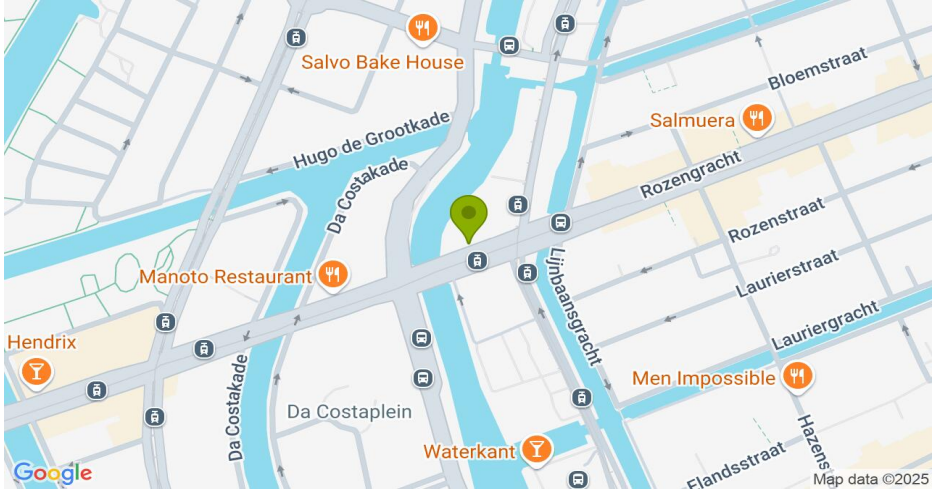 Salvo Bake House
Bloemstraat
Salmuera
Hugo de Grootkade
Rozengracht
Da Costakade
Rozenstraat
Manoto Restaurant
Lijnbaansgracht
Laurierstraat
Lauriergracht
Hendrix
Da Costakade
Men Impossible
Da Costaplein
Hazens
Waterkant
Elandsstraat
Google
Map data ©2025